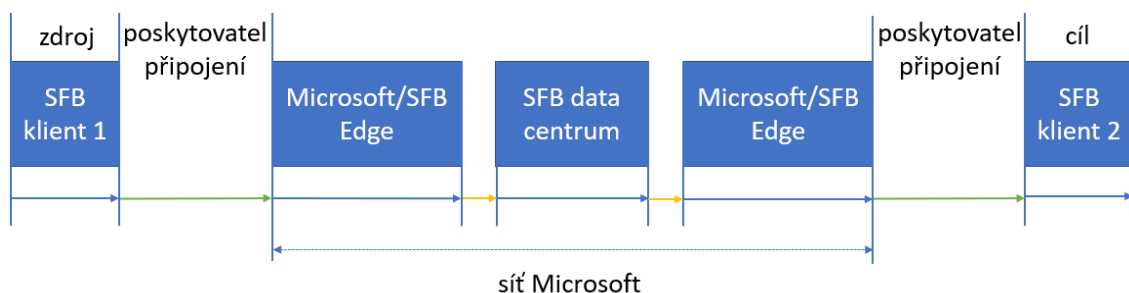 zdroj
poskytovatel
připojení
poskytovatel
připojení
cíl
SFB
klient 1
Microsoft/SFB
Edge
SFB data
centrum
Microsoft/SFB
Edge
SFB
klient 2
síť Microsoft